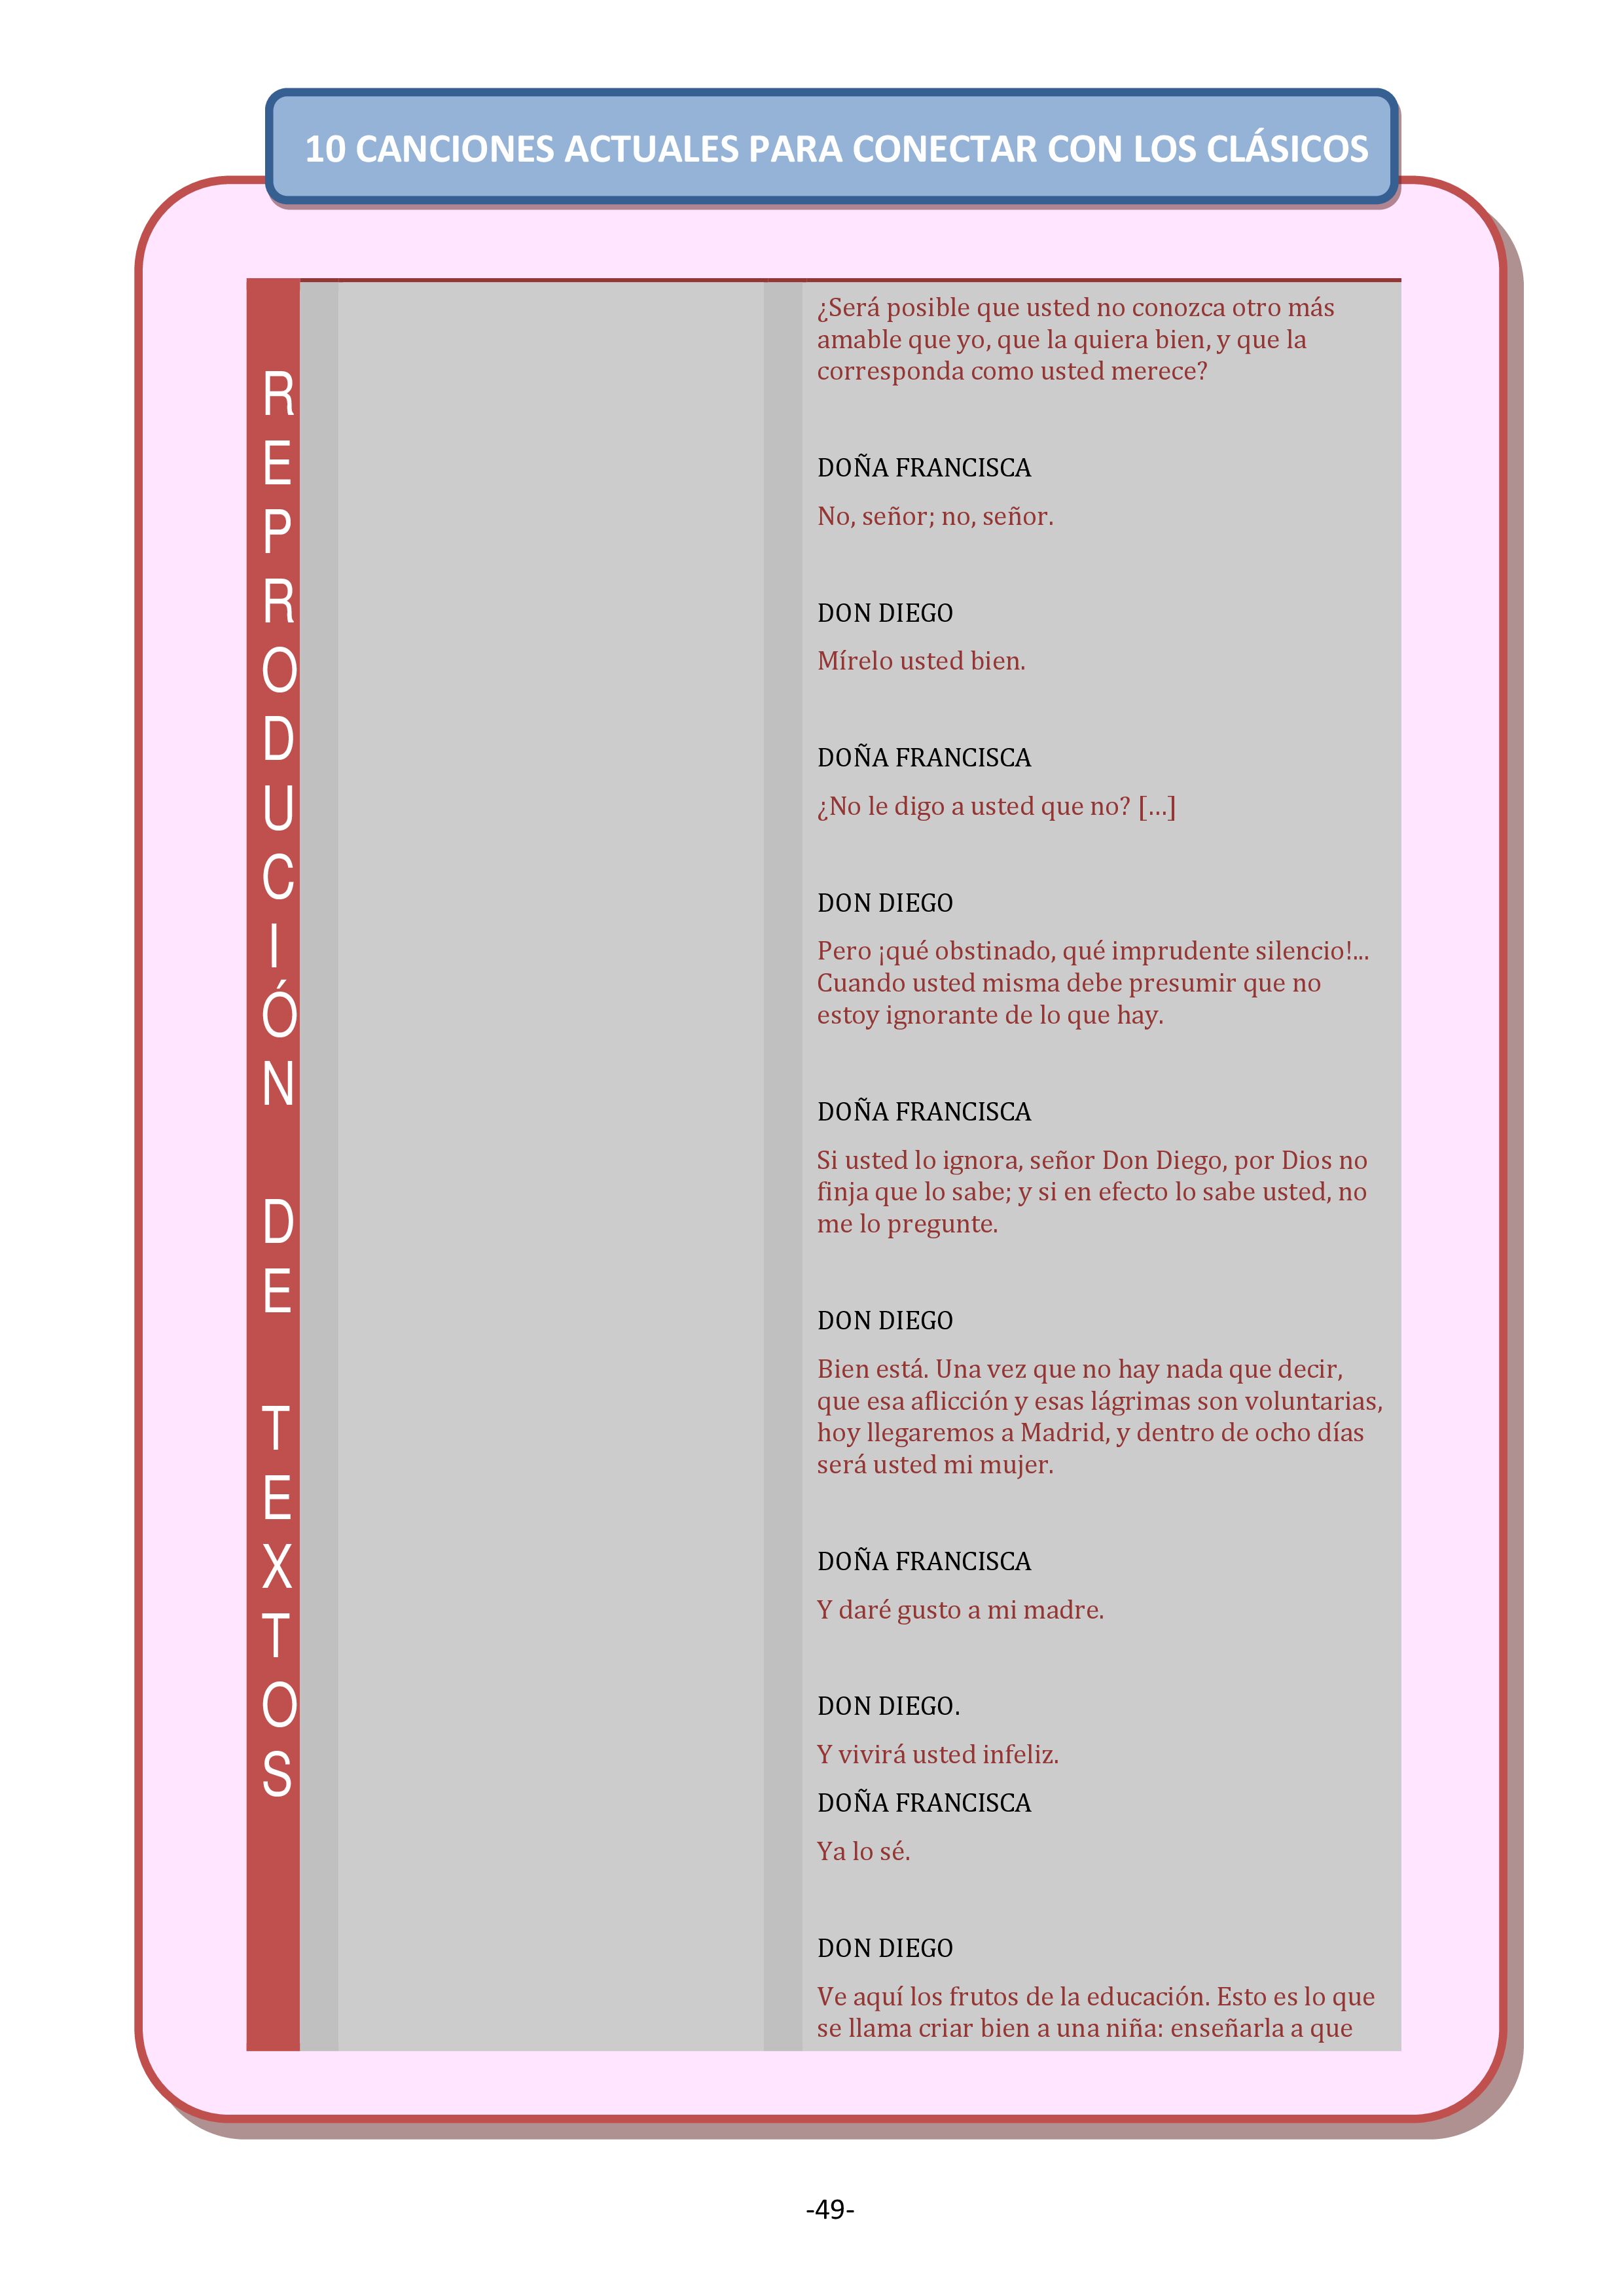 10 CANCIONES ACTUALES PARA CONECTAR CON LOS CLÁSICOS
REPRODUCIÓN DE TEXTOS
¿Será posible que usted no conozca otro más
amable que yo, que la quiera bien, y que la
corresponda como usted merece?
DOÑA FRANCISCA
No, señor; no, señor.
DON DIEGO
Mírelo usted bien.
DOÑA FRANCISCA
¿No le digo a usted que no? [...]
DON DIEGO
Pero ¡qué obstinado, qué imprudente silencio!...
Cuando usted misma debe presumir que no
estoy ignorante de lo que hay.
DOÑA FRANCISCA
Si usted lo ignora, señor Don Diego, por Dios no
finja que lo sabe; y si en efecto lo sabe usted, no
me lo pregunte.
DON DIEGO
Bien está. Una vez que no hay nada que decir,
que esa aflicción y esas lágrimas son voluntarias,
hoy llegaremos a Madrid, y dentro de ocho días
será usted mi mujer.
DOÑA FRANCISCA
Y daré gusto a mi madre.
DON DIEGO.
Y vivirá usted infeliz.
DOÑA FRANCISCA
Ya lo sé.
DON DIEGO
Ve aquí los frutos de la educación. Esto es lo que
se llama criar bien a una niña: enseñarla a que
-49-